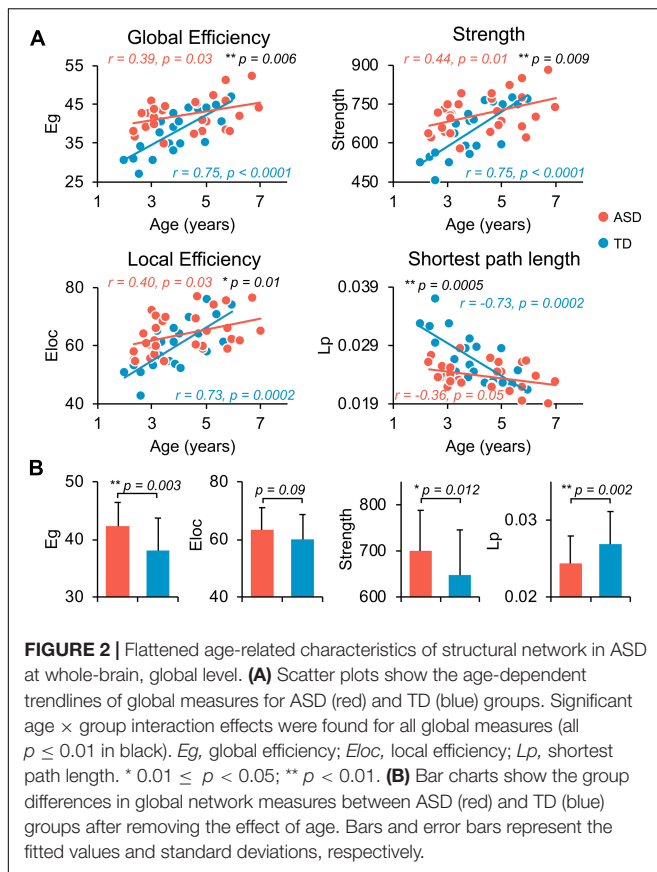 A
Global Efficiency
r = 0.39, p = 0.03
** p = 0.006
Eg
55
45
35
25
r = 0.75, p < 0.0001
1 3 5 7
Age (years)
Strength
r = 0.44, p = 0.01
** p = 0.009
Strength
900
750
600
450
r = 0.75, p < 0.0001
1 3 5 7
Age (years)
ASD
TD
Local Efficiency
r = 0.40, p = 0.03
* p = 0.01
Eloc
80
60
40
r = 0.73, p = 0.0002
1 3 5 7
Age (years)
Shortest path length
** p = 0.0005
r = -0.73, p = 0.0002
Lp
0.039
0.029
0.019
r = -0.36, p = 0.05
1 3 5 7
Age (years)
B
** p = 0.003
Eg
50
40
30
p = 0.09
Eloc
80
60
40
* p = 0.012
Strength
800
700
600
** p = 0.002
Lp
0.03
0.02
FIGURE 2 | Flattened age-related characteristics of structural network in ASD
at whole-brain, global level. (A) Scatter plots show the age-dependent
trendlines of global measures for ASD (red) and TD (blue) groups. Significant
age × group interaction effects were found for all global measures (all
p ≤ 0.01 in black). Eg, global efficiency; Eloc, local efficiency; Lp, shortest
path length. * 0.01 ≤ p < 0.05; ** p < 0.01. (B) Bar charts show the group
differences in global network measures between ASD (red) and TD (blue)
groups after removing the effect of age. Bars and error bars represent the
fitted values and standard deviations, respectively.